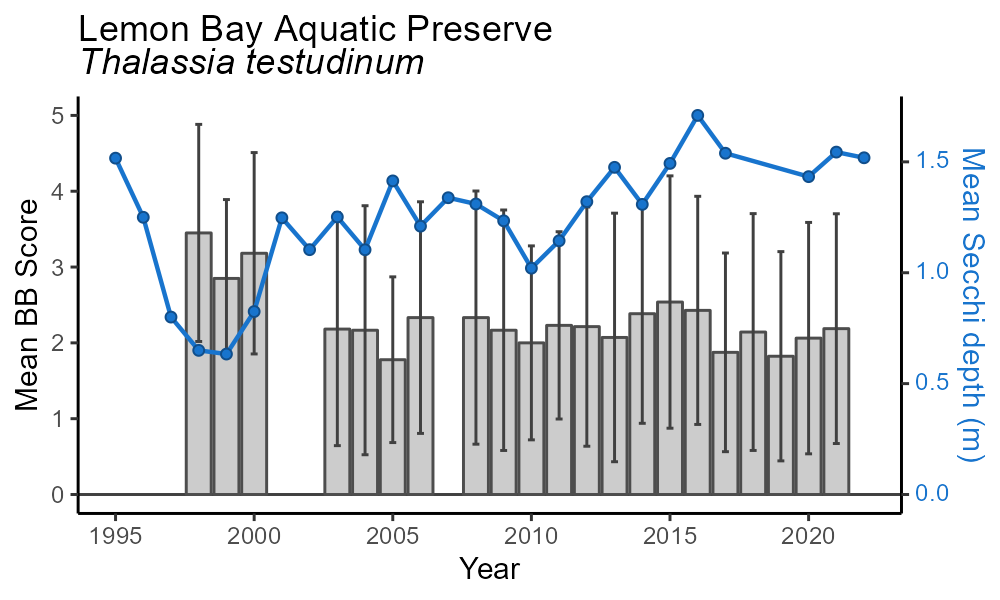 Lemon Bay Aquatic Preserve
Thalassia testudinum
Mean BB Score
5
4
3
2
1
0
1.5
1.0
0.5
0.0
Mean Secchi depth (m)
1995 2000 2005 2010 2015 2020
Year